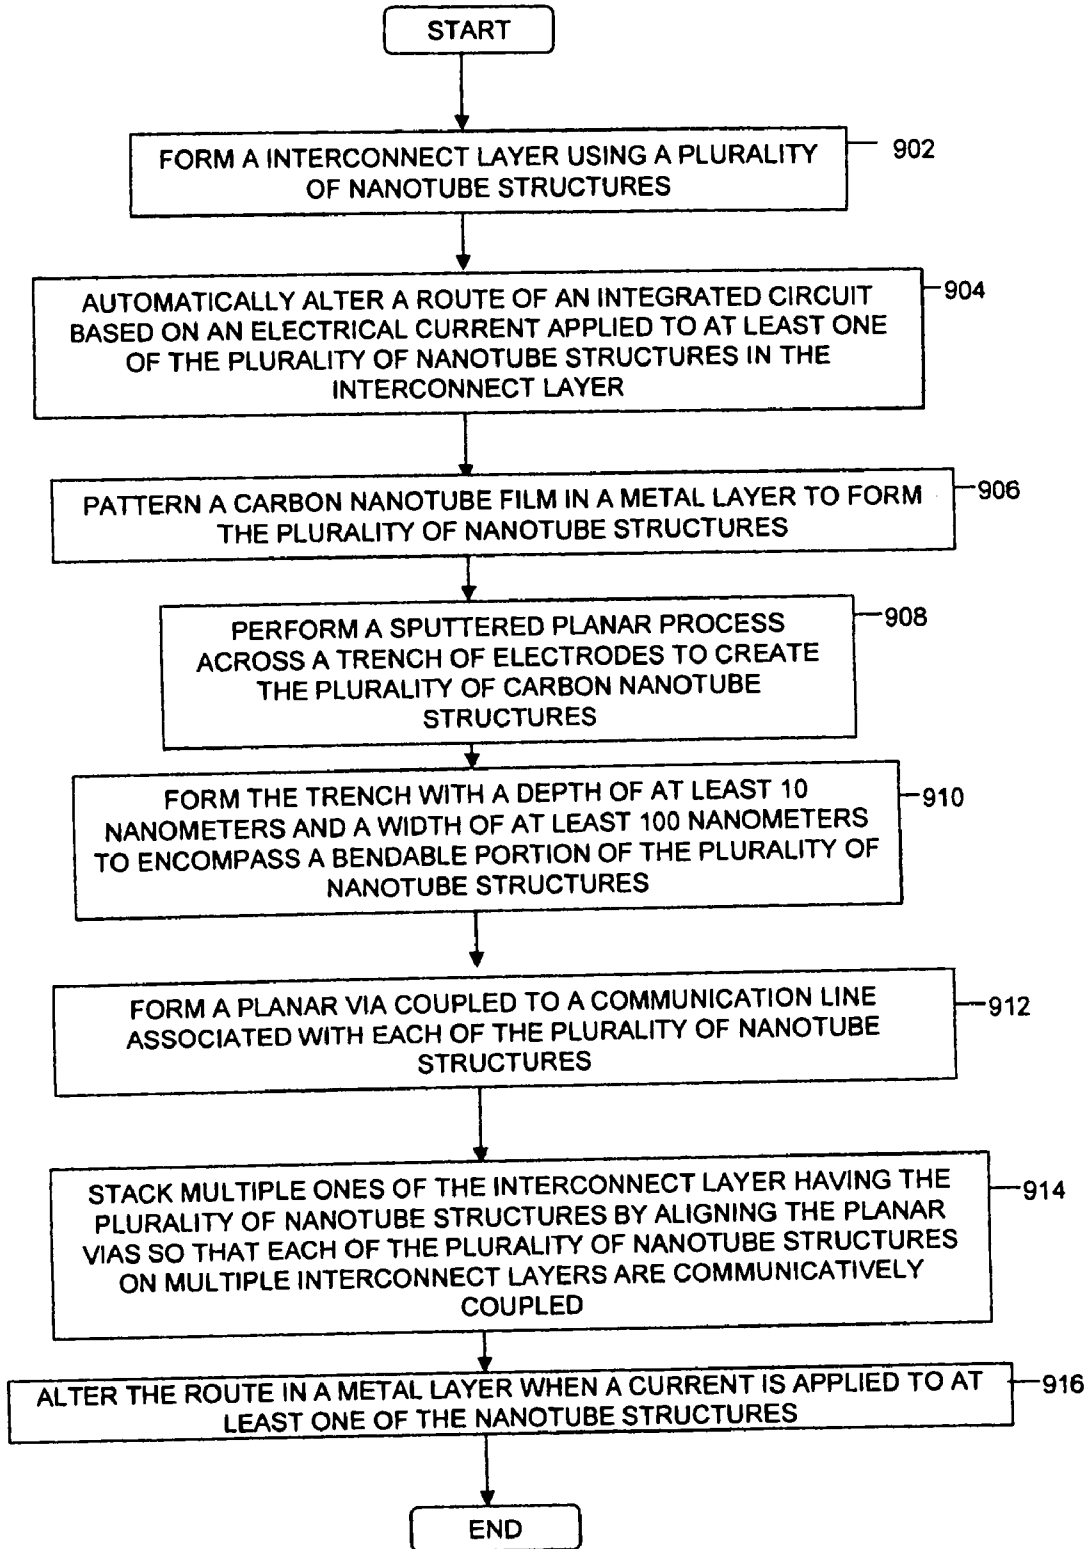 START
FORM A INTERCONNECT LAYER USING A PLURALITY
OF NANOTUBE STRUCTURES
902
AUTOMATICALLY ALTER A ROUTE OF AN INTEGRATED CIRCUIT
BASED ON AN ELECTRICAL CURRENT APPLIED TO AT LEAST ONE
OF THE PLURALITY OF NANOTUBE STRUCTURES IN THE
INTERCONNECT LAYER
904
PATTERN A CARBON NANOTUBE FILM IN A METAL LAYER TO FORM
THE PLURALITY OF NANOTUBE STRUCTURES
906
PERFORM A SPUTTERED PLANAR PROCESS
ACROSS A TRENCH OF ELECTRODES TO CREATE
THE PLURALITY OF CARBON NANOTUBE
STRUCTURES
908
FORM THE TRENCH WITH A DEPTH OF AT LEAST 10
NANOMETERS AND A WIDTH OF AT LEAST 100 NANOMETERS
TO ENCOMPASS A BENDABLE PORTION OF THE PLURALITY OF
NANOTUBE STRUCTURES
910
FORM A PLANAR VIA COUPLED TO A COMMUNICATION LINE
ASSOCIATED WITH EACH OF THE PLURALITY OF NANOTUBE
STRUCTURES
912
STACK MULTIPLE ONES OF THE INTERCONNECT LAYER HAVING THE
PLURALITY OF NANOTUBE STRUCTURES BY ALIGNING THE PLANAR
VIAS SO THAT EACH OF THE PLURALITY OF NANOTUBE STRUCTURES
ON MULTIPLE INTERCONNECT LAYERS ARE COMMUNICATIVELY
COUPLED
914
ALTER THE ROUTE IN A METAL LAYER WHEN A CURRENT IS APPLIED TO AT
LEAST ONE OF THE NANOTUBE STRUCTURES
916
END